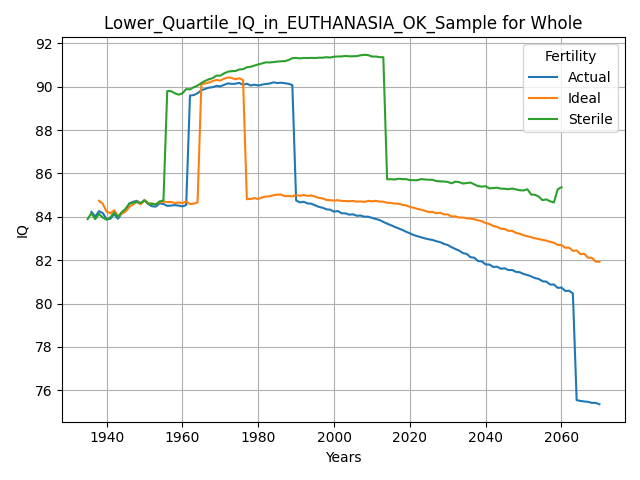 Lower_Quartile_IQ_in_EUTHANASIA_OK_Sample for Whole
IQ
92
90
88
86
84
82
80
78
76
Fertility
Actual
Ideal
Sterile
1940 1960 1980 2000 2020 2040 2060
Years